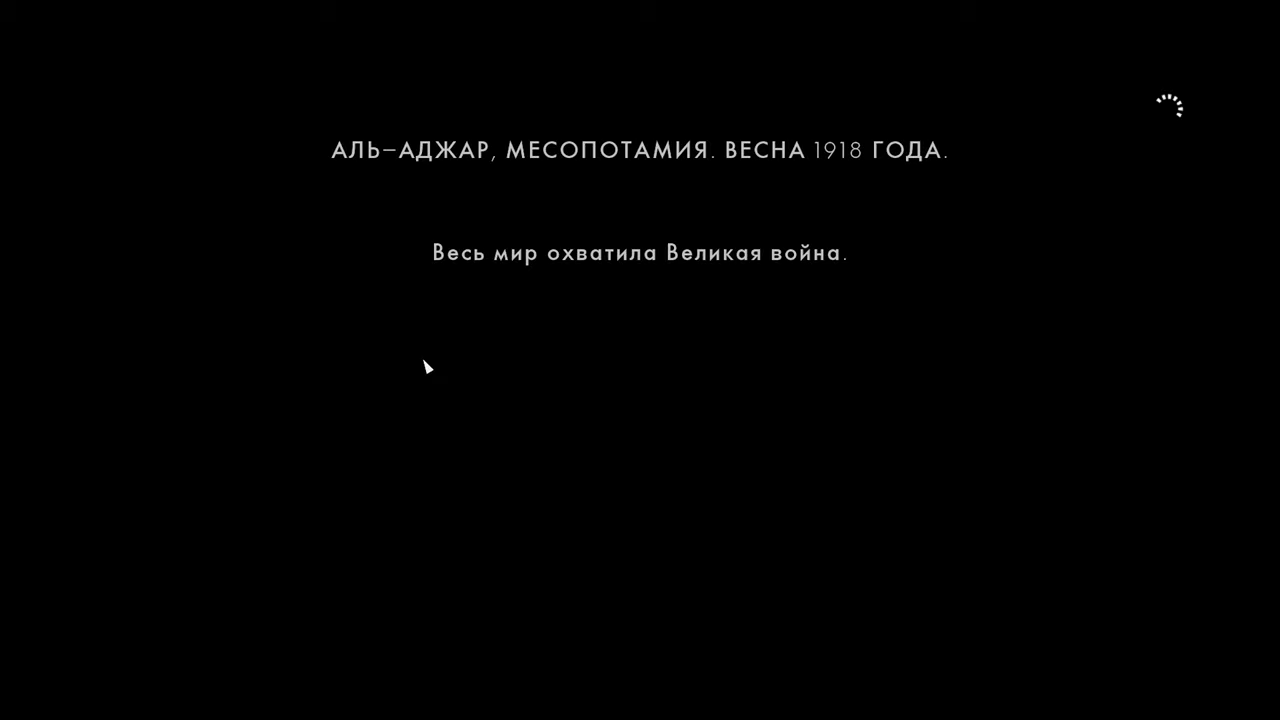 АЛЬ–АДЖАР, МЕСОПОТАМИЯ. ВЕСНА 1918 ГОДА.
Весь мир охватила Великая война.